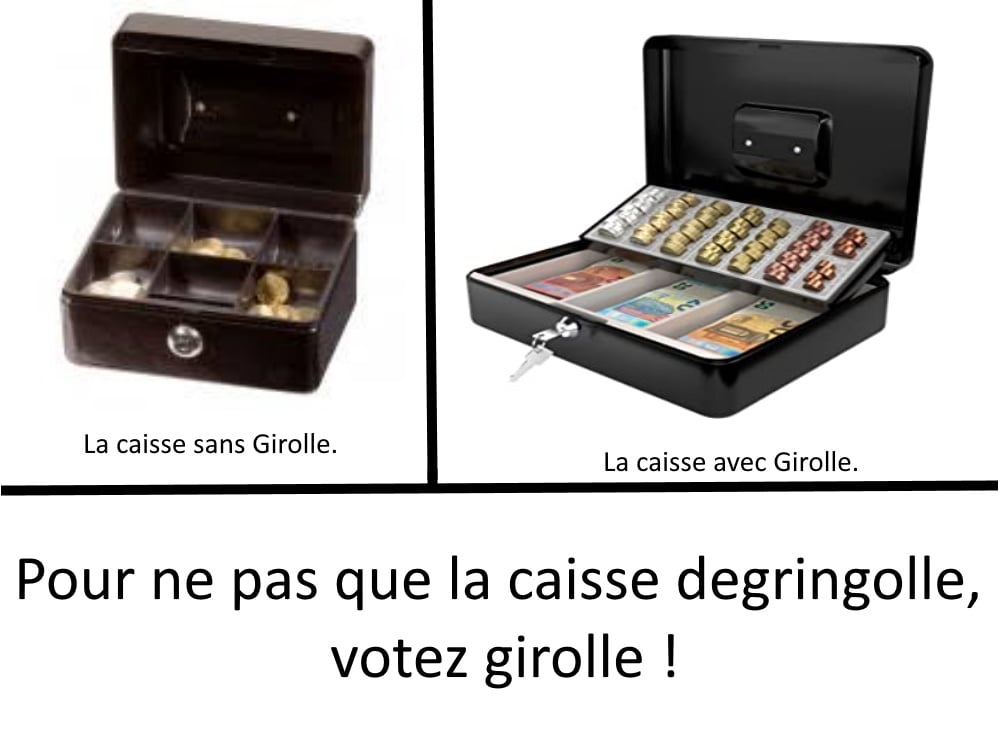 La caisse sans Girolle.
La caisse avec Girolle.
Pour ne pas que la caisse degringolle,
votez girolle !